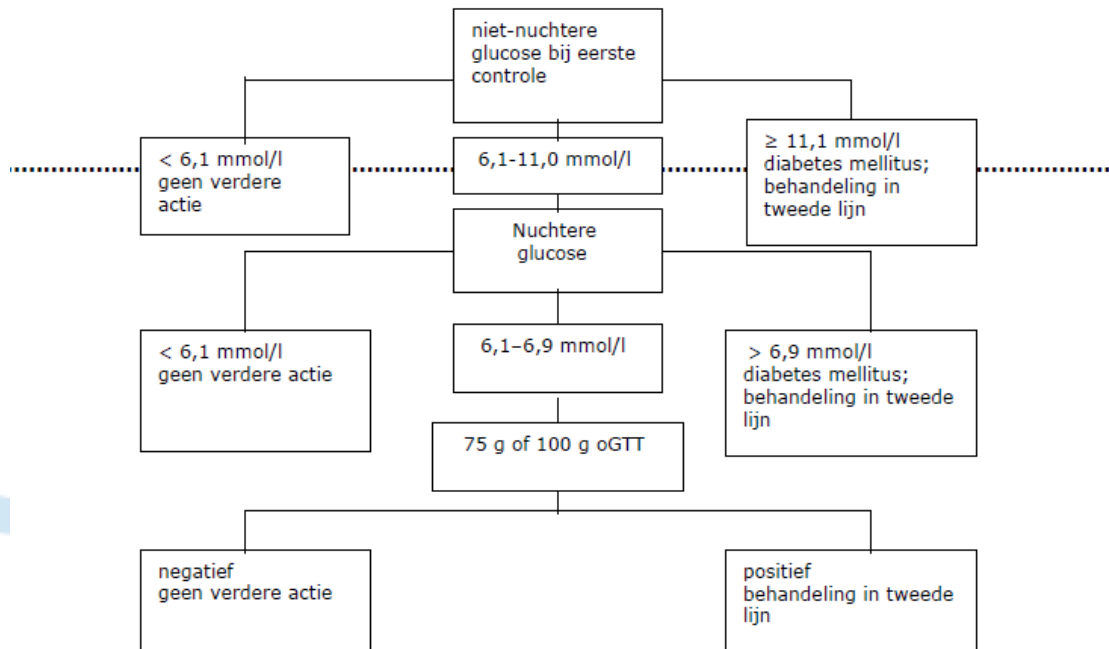 niet-nuchtere
glucose bij eerste
controle
< 6,1 mmol/l
geen verdere
actie
6,1-11,0 mmol/l
≥ 11,1 mmol/l
diabetes mellitus;
behandeling in
tweede lijn
Nuchtere
glucose
< 6,1 mmol/l
geen verdere actie
6,1–6,9 mmol/l
> 6,9 mmol/l
diabetes mellitus;
behandeling in tweede
lijn
75 g of 100 g oGTT
negatief
geen verdere actie
positief
behandeling in tweede
lijn